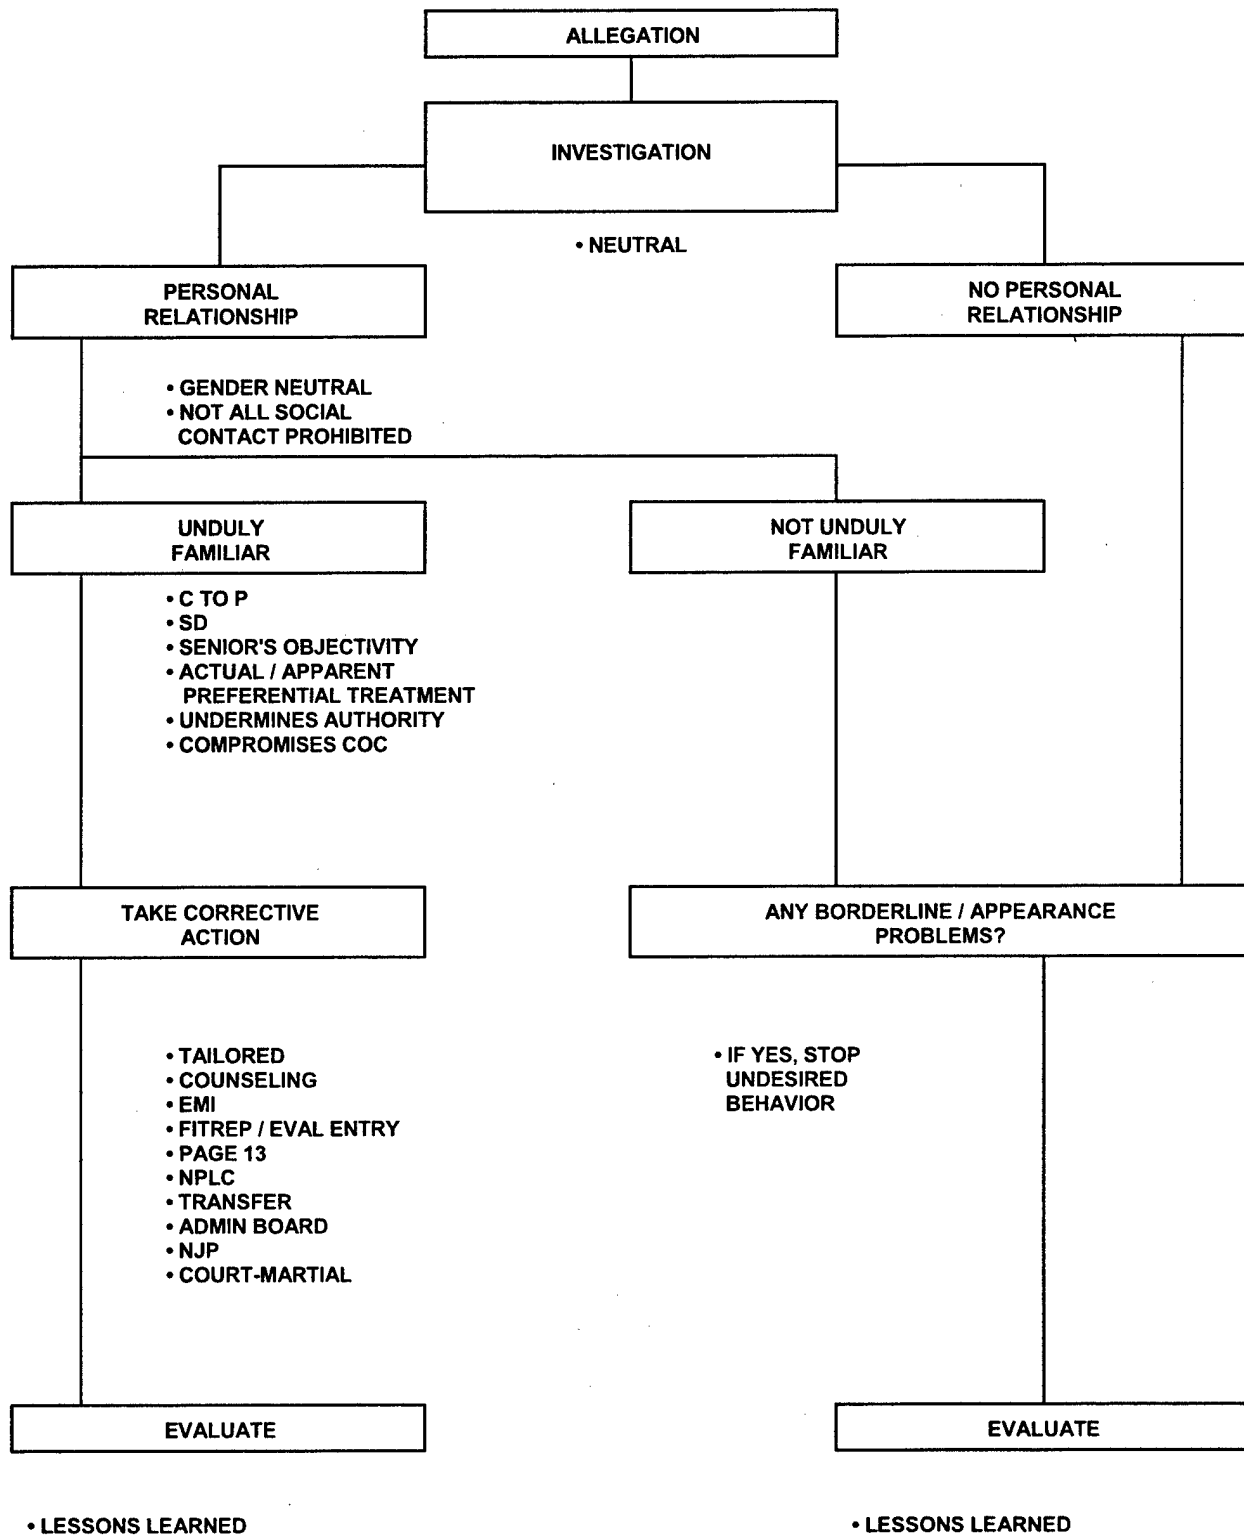 ALLEGATION
INVESTIGATION
• NEUTRAL
PERSONAL
RELATIONSHIP
NO PERSONAL
RELATIONSHIP
• GENDER NEUTRAL
• NOT ALL SOCIAL
CONTACT PROHIBITED
UNDULY
FAMILIAR
NOT UNDULY
FAMILIAR
• C TO P
• SD
• SENIOR'S OBJECTIVITY
• ACTUAL / APPARENT
PREFERENTIAL TREATMENT
• UNDERMINES AUTHORITY
• COMPROMISES COC
TAKE CORRECTIVE
ACTION
ANY BORDERLINE / APPEARANCE
PROBLEMS?
• TAILORED
• COUNSELING
• EMI
• FITREP / EVAL ENTRY
• PAGE 13
• NPLC
• TRANSFER
• ADMIN BOARD
• NJP
• COURT-MARTIAL
• IF YES, STOP
UNDESIRED
BEHAVIOR
EVALUATE
EVALUATE
• LESSONS LEARNED
• LESSONS LEARNED